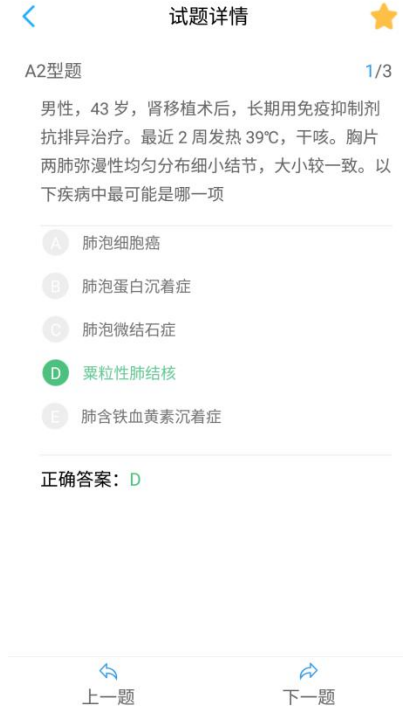 试题详情
A2型题
1/3
男性，43 岁，肾移植术后，长期用免疫抑制剂
抗排异治疗。最近 2 周发热 39℃，干咳。胸片
两肺弥漫性均匀分布细小结节，大小较一致。以
下疾病中最可能是哪一项
A 肺泡细胞癌
B 肺泡蛋白沉着症
C 肺泡微结石症
D 粟粒性肺结核
E 肺含铁血黄素沉着症
正确答案：D
上一题
下一题